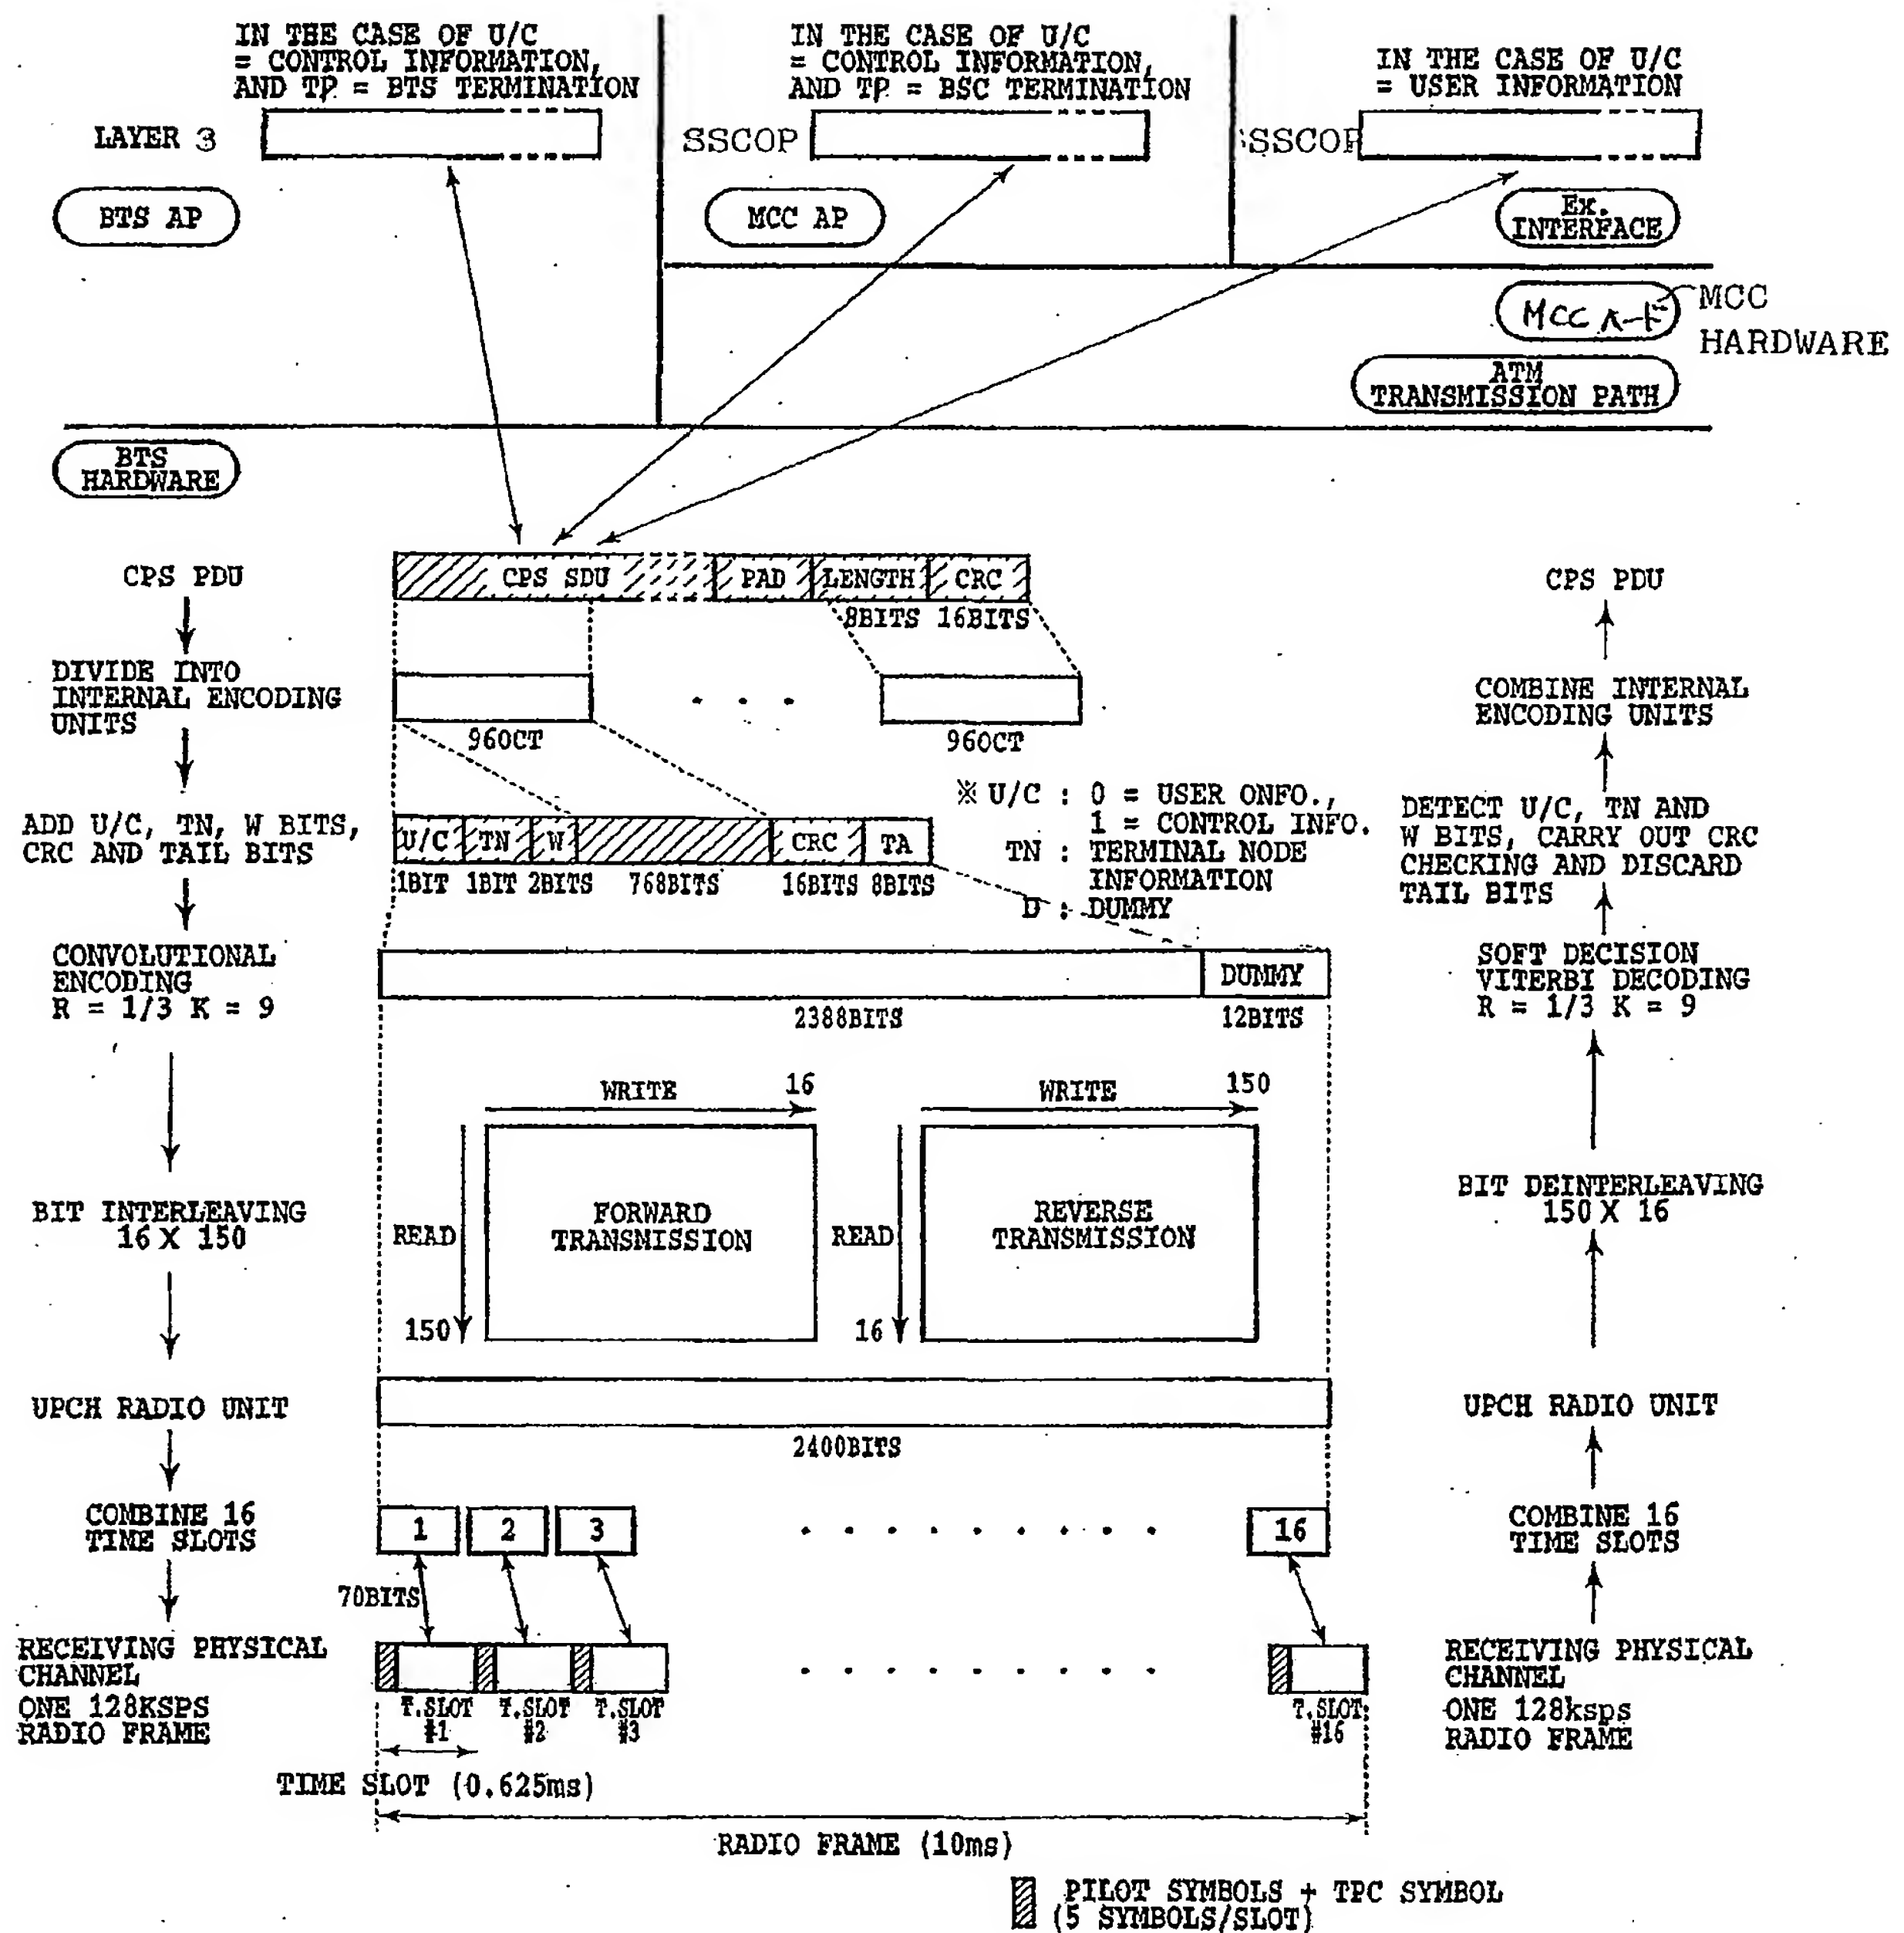 IN THE CASE OF U/C
= CONTROL INFORMATION,
AND TP = BTS TERMINATION
IN THE CASE OF U/C
= CONTROL INFORMATION,
AND TP = BSC TERMINATION
IN THE CASE OF U/C
= USER INFORMATION
LAYER 3
SSCOP
SSCOP
BTS AP
MCC AP
Ex.
INTERFACE
MCC ハード
MCC
HARDWARE
ATM
TRANSMISSION PATH
BTS
HARDWARE
CPS PDU
CPS SDU
PAD
LENGTH
CRC
CPS PDU
8BITS
16BITS
DIVIDE INTO
INTERNAL ENCODING
UNITS
. . .
COMBINE INTERNAL
ENCODING UNITS
96OCT
96OCT
※ U/C : 0 = USER ONFO.,
1 = CONTROL INFO.
TN : TERMINAL NODE
INFORMATION
D : DUMMY
ADD U/C, TN, W BITS,
CRC AND TAIL BITS
U/C
TN
W
CRC
TA
1BIT
1BIT
2BITS
768BITS
16BITS
8BITS
DETECT U/C, TN AND
W BITS, CARRY OUT CRC
CHECKING AND DISCARD
TAIL BITS
CONVOLUTIONAL
ENCODING
R = 1/3 K = 9
DUMMY
2388BITS
12BITS
SOFT DECISION
VITERBI DECODING
R = 1/3 K = 9
WRITE
16
WRITE
150
BIT INTERLEAVING
16 X 150
READ
FORWARD
TRANSMISSION
READ
REVERSE
TRANSMISSION
BIT DEINTERLEAVING
150 X 16
150
16
UPCH RADIO UNIT
2400BITS
UPCH RADIO UNIT
COMBINE 16
TIME SLOTS
1
2
3
16
COMBINE 16
TIME SLOTS
70BITS
RECEIVING PHYSICAL
CHANNEL
ONE 128KSPS
RADIO FRAME
T.SLOT
#1
T.SLOT
#2
T.SLOT
#3
T.SLOT
#16
RECEIVING PHYSICAL
CHANNEL
ONE 128ksps
RADIO FRAME
TIME SLOT (0.625ms)
RADIO FRAME (10ms)
PILOT SYMBOLS + TPC SYMBOL
(5 SYMBOLS/SLOT)